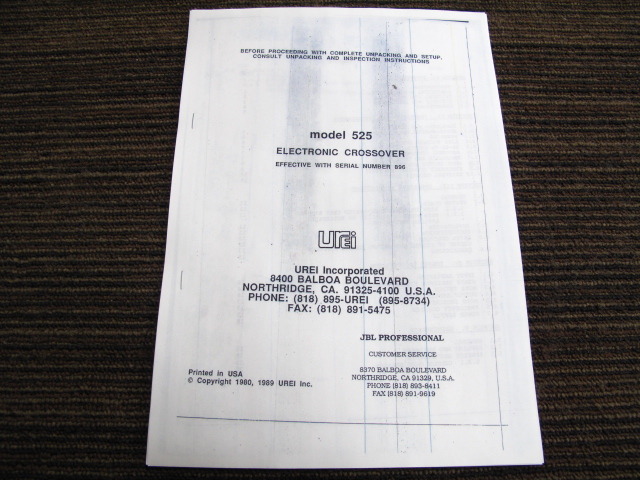 BEFORE PROCEEDING WITH COMPLETE UNPACKING AND SETUP,
CONSULT UNPACKING AND INSPECTION INSTRUCTIONS
model 525
ELECTRONIC CROSSOVER
EFFECTIVE WITH SERIAL NUMBER 896
UREI
UREI Incorporated
8400 BALBOA BOULEVARD
NORTHRIDGE, CA. 91325-4100 U.S.A.
PHONE: (818) 895-UREI (895-8734)
FAX: (818) 891-5475
JBL PROFESSIONAL
CUSTOMER SERVICE
8370 BALBOA BOULEVARD
NORTHRIDGE, CA 91329, U.S.A.
PHONE (818) 893-8411
FAX (818) 891-9619
Printed in USA
© Copyright 1980, 1989 UREI Inc.